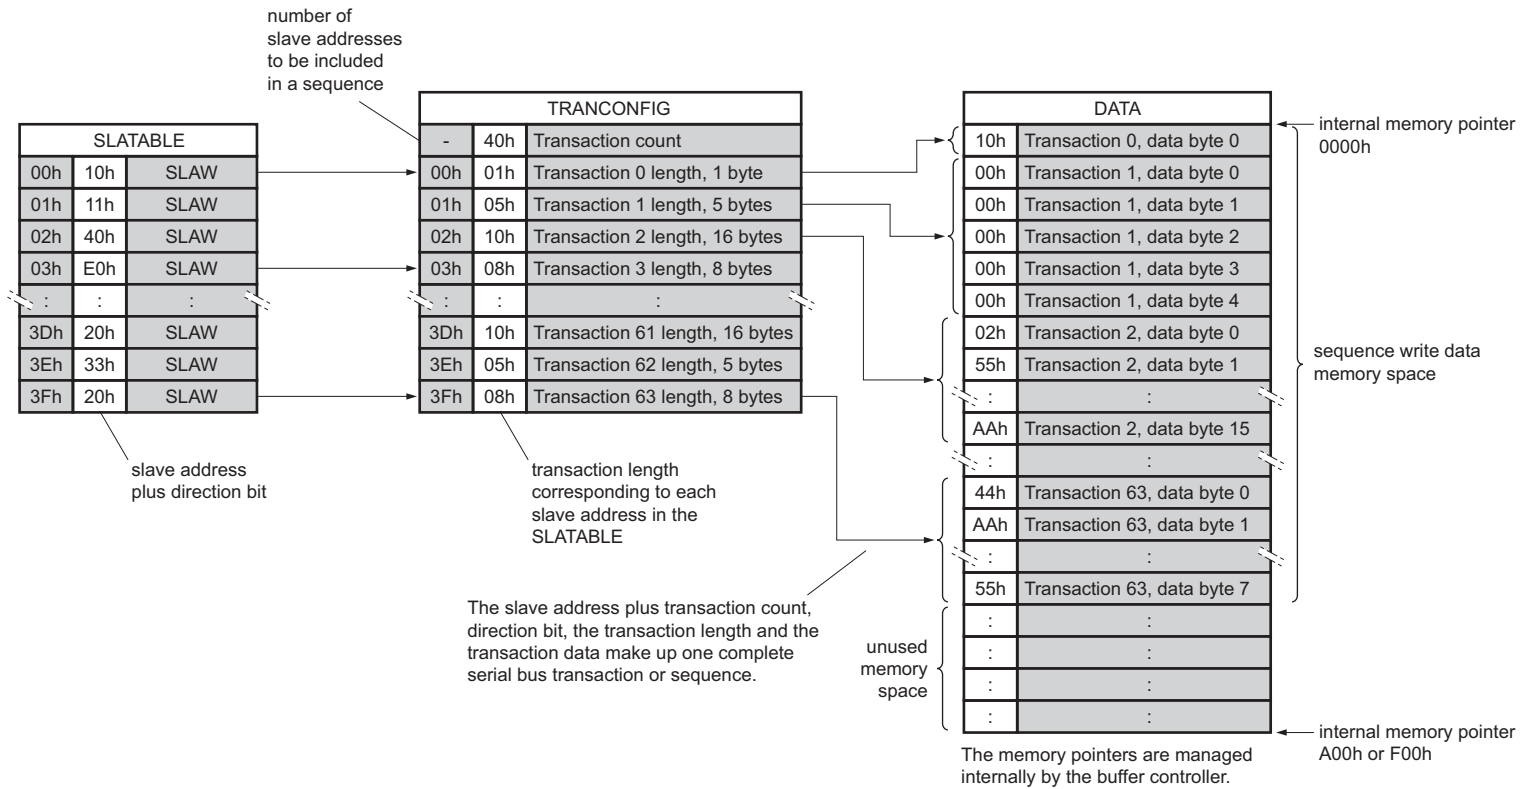 number of
slave addresses
to be included
in a sequence
SLATABLE
00h 10h SLAW
01h 11h SLAW
02h 40h SLAW
03h E0h SLAW
: : :
3Dh 20h SLAW
3Eh 33h SLAW
3Fh 20h SLAW
slave address
plus direction bit
TRANCONFIG
- 40h Transaction count
00h 01h Transaction 0 length, 1 byte
01h 05h Transaction 1 length, 5 bytes
02h 10h Transaction 2 length, 16 bytes
03h 08h Transaction 3 length, 8 bytes
: : :
3Dh 10h Transaction 61 length, 16 bytes
3Eh 05h Transaction 62 length, 5 bytes
3Fh 08h Transaction 63 length, 8 bytes
transaction length
corresponding to each
slave address in the
SLATABLE
The slave address plus transaction count,
direction bit, the transaction length and the
transaction data make up one complete
serial bus transaction or sequence.
DATA
10h Transaction 0, data byte 0
00h Transaction 1, data byte 0
00h Transaction 1, data byte 1
00h Transaction 1, data byte 2
00h Transaction 1, data byte 3
00h Transaction 1, data byte 4
02h Transaction 2, data byte 0
55h Transaction 2, data byte 1
: :
AAh Transaction 2, data byte 15
: :
44h Transaction 63, data byte 0
AAh Transaction 63, data byte 1
: :
55h Transaction 63, data byte 7
: :
: :
: :
: :
unused
memory
space
internal memory pointer
0000h
sequence write data
memory space
internal memory pointer
A00h or F00h
The memory pointers are managed
internally by the buffer controller.